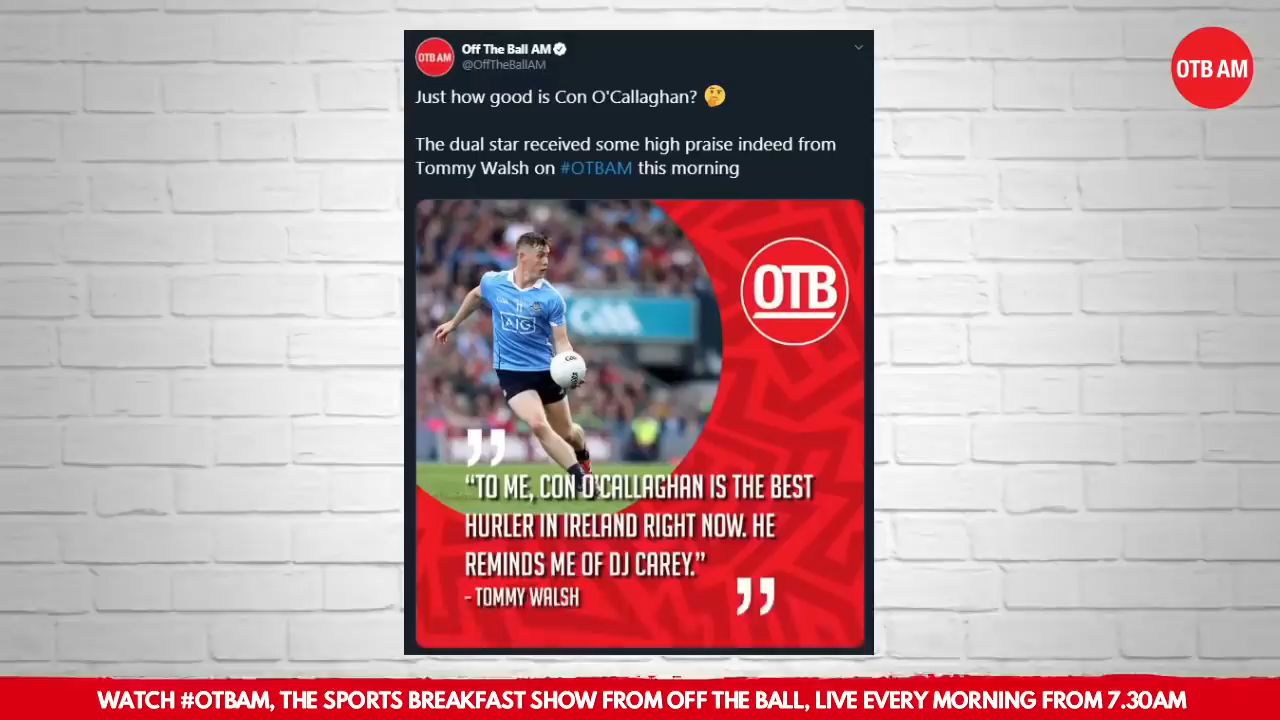 Off The Ball AM
@OffTheBallAM
OTB AM
OTB AM
Just how good is Con O'Callaghan? 🤔
The dual star received some high praise indeed from
Tommy Walsh on #OTBAM this morning
OTB
GAA
11
AIG
"TO ME, CON O'CALLAGHAN IS THE BEST
HURLER IN IRELAND RIGHT NOW. HE
REMINDS ME OF DJ CAREY."
- TOMMY WALSH
WATCH #OTBAM, THE SPORTS BREAKFAST SHOW FROM OFF THE BALL, LIVE EVERY MORNING FROM 7.30AM